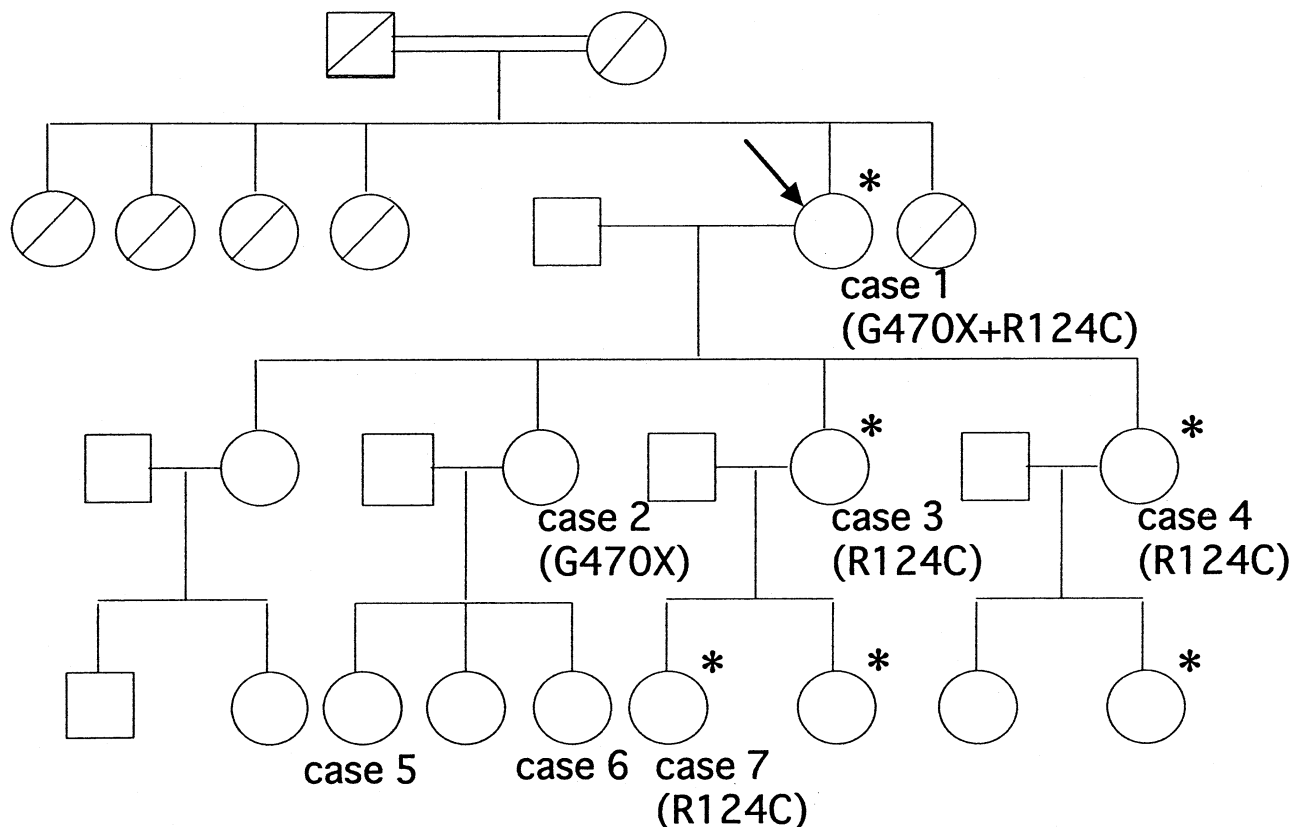 *
case 1
(G470X+R124C)
* *
case 2 case 3 case 4
(G470X) (R124C) (R124C)
* * *
case 5 case 6 case 7
(R124C)